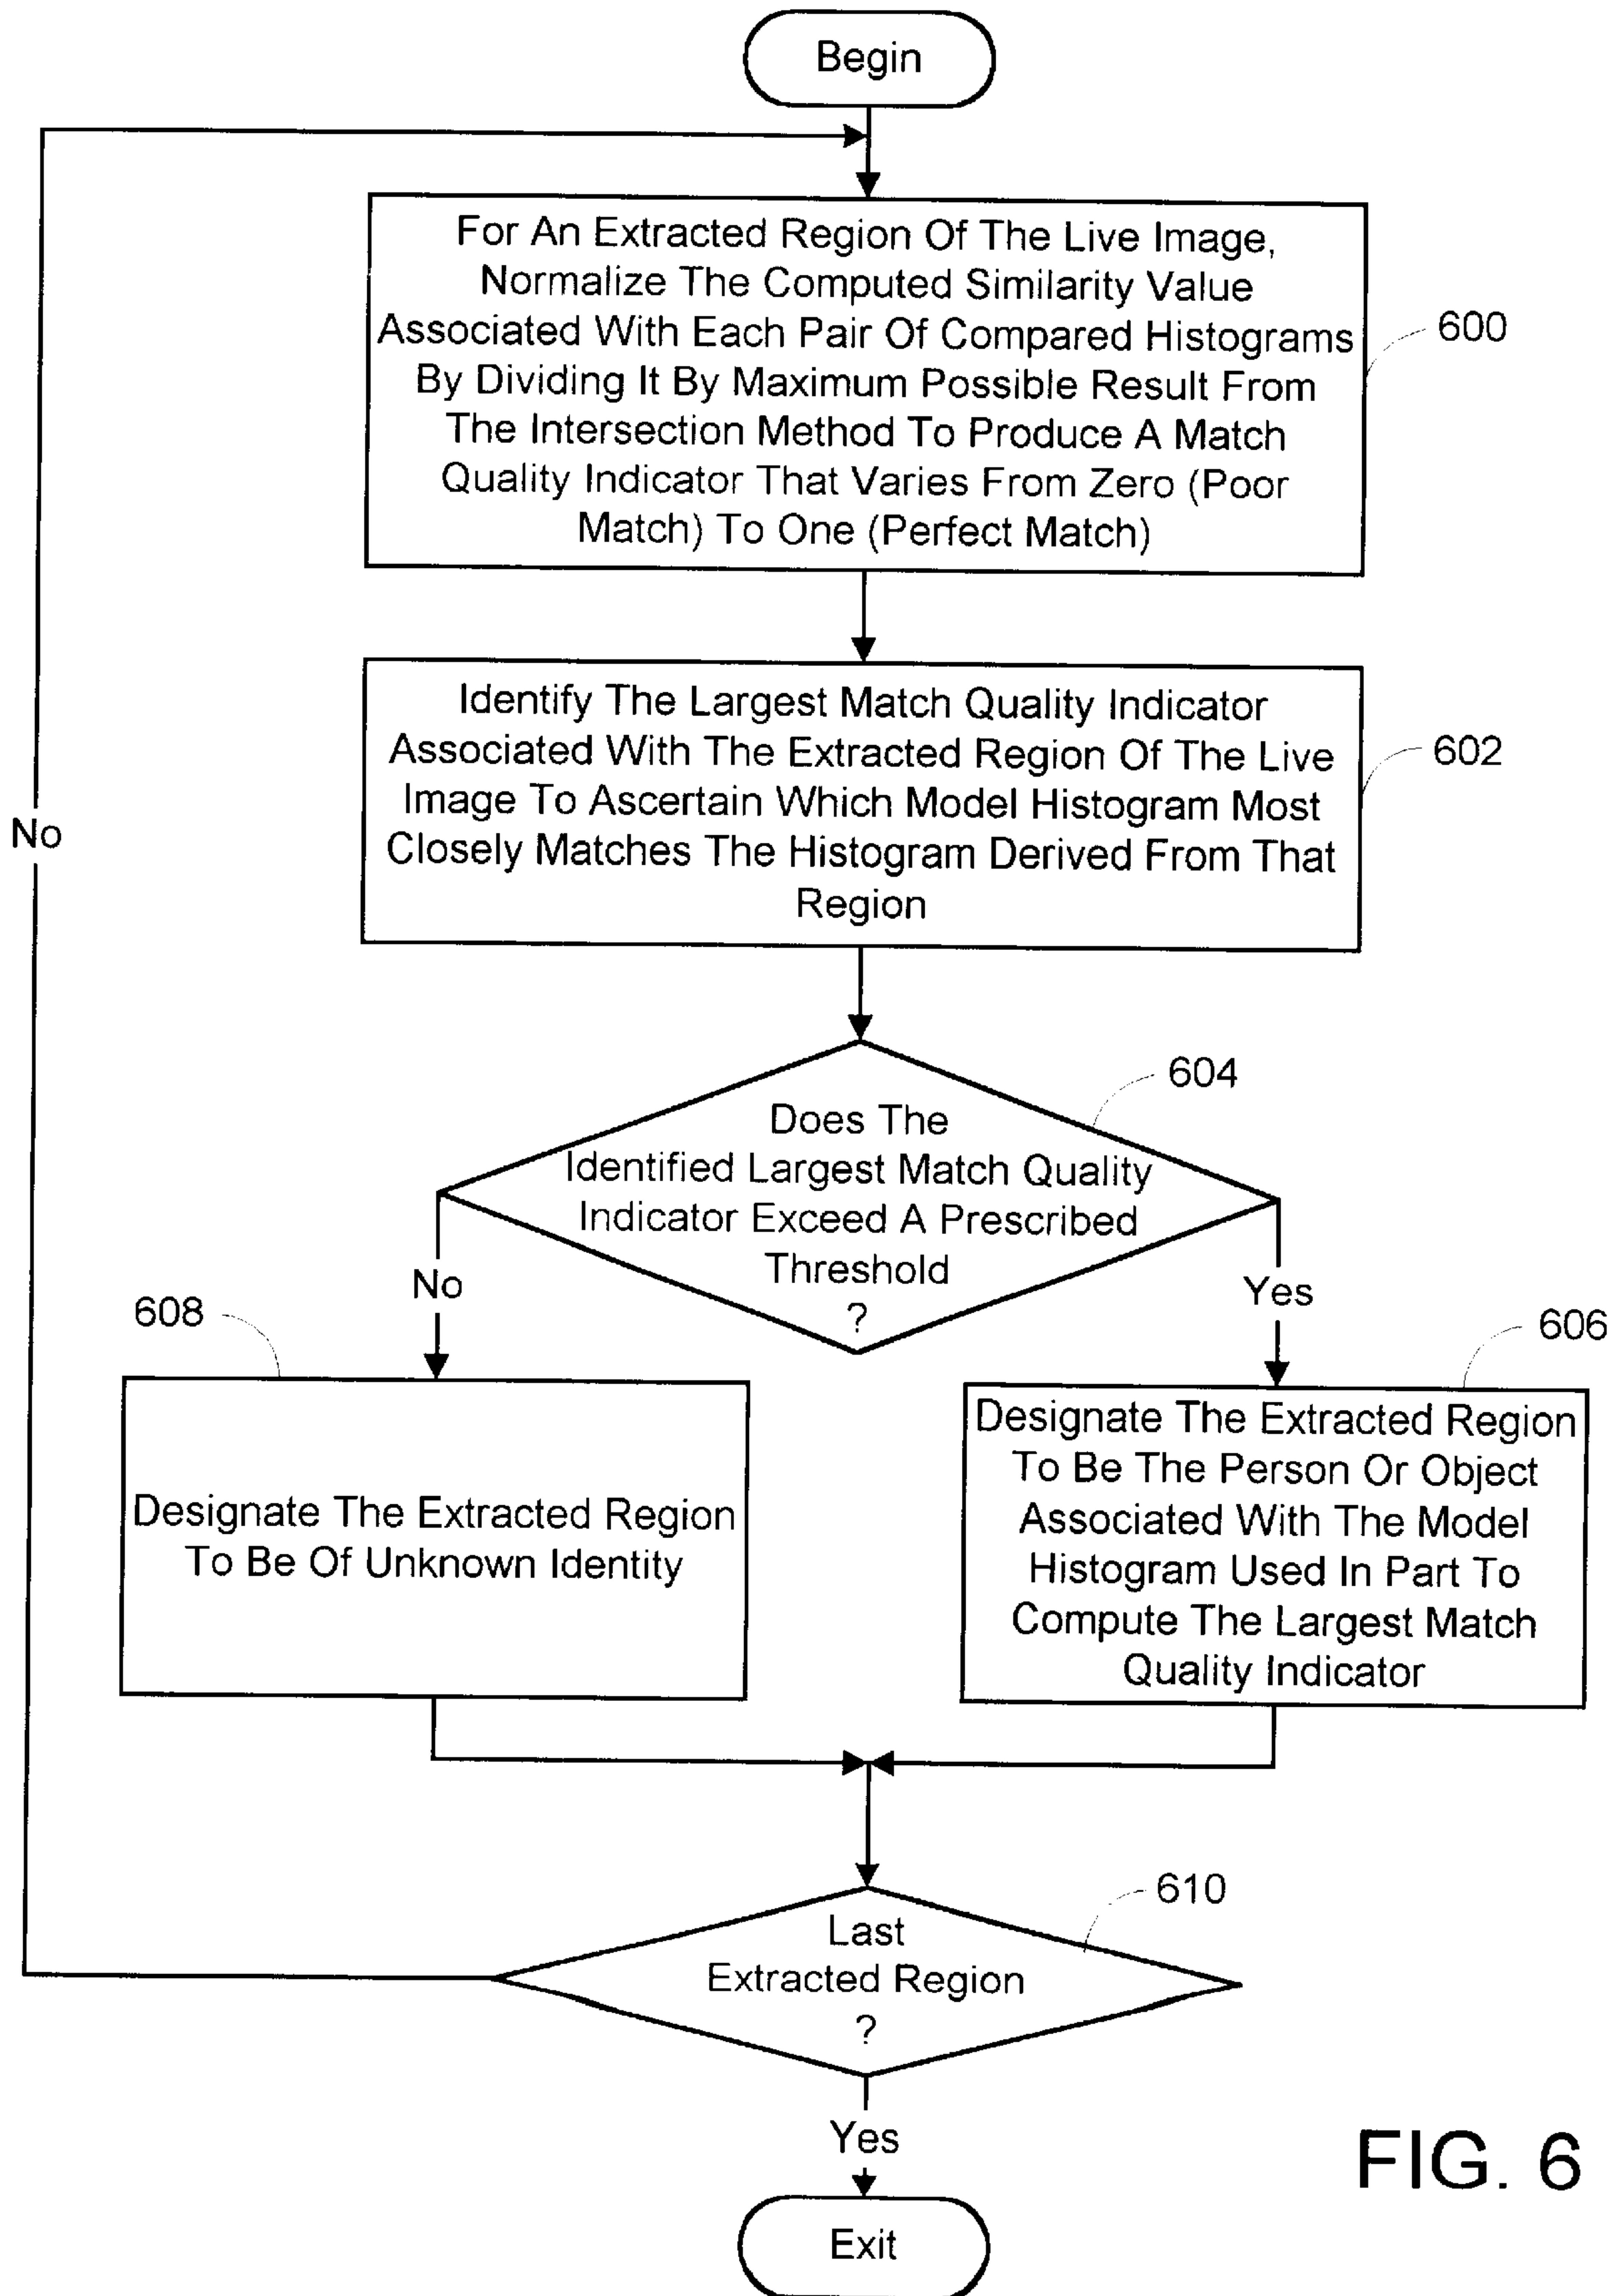 Begin
For An Extracted Region Of The Live Image,
Normalize The Computed Similarity Value
Associated With Each Pair Of Compared Histograms
By Dividing It By Maximum Possible Result From
The Intersection Method To Produce A Match
Quality Indicator That Varies From Zero (Poor
Match) To One (Perfect Match)
600
Identify The Largest Match Quality Indicator
Associated With The Extracted Region Of The Live
Image To Ascertain Which Model Histogram Most
Closely Matches The Histogram Derived From That
Region
602
No
604
Does The
Identified Largest Match Quality
Indicator Exceed A Prescribed
Threshold
?
No
Yes
608
606
Designate The Extracted Region
To Be Of Unknown Identity
Designate The Extracted Region
To Be The Person Or Object
Associated With The Model
Histogram Used In Part To
Compute The Largest Match
Quality Indicator
610
Last
Extracted Region
?
Yes
Exit
FIG. 6